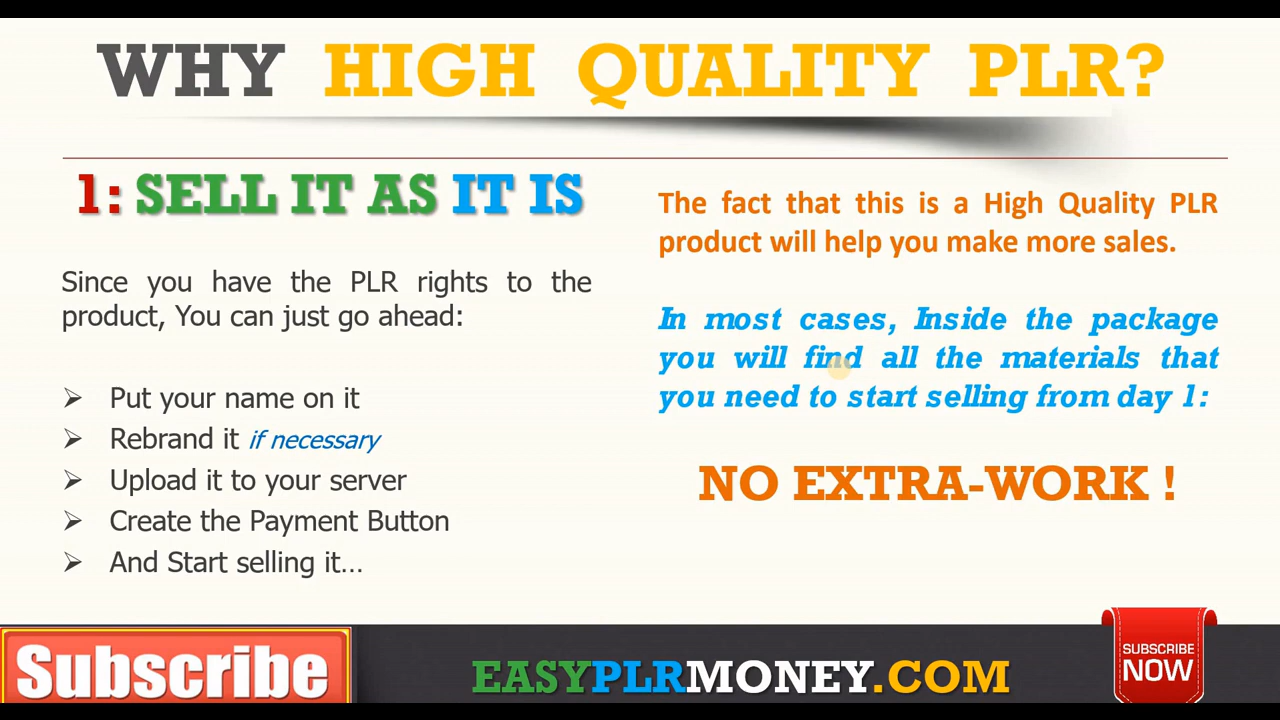 WHY HIGH QUALITY PLR?
1: SELL IT AS IT IS
Since you have the PLR rights to the
product, You can just go ahead:
➢ Put your name on it
➢ Rebrand it if necessary
➢ Upload it to your server
➢ Create the Payment Button
➢ And Start selling it...
The fact that this is a High Quality PLR
product will help you make more sales.
In most cases, Inside the package
you will find all the materials that
you need to start selling from day 1:
NO EXTRA-WORK !
Subscribe
EASYPLRMONEY.COM
SUBSCRIBE
NOW